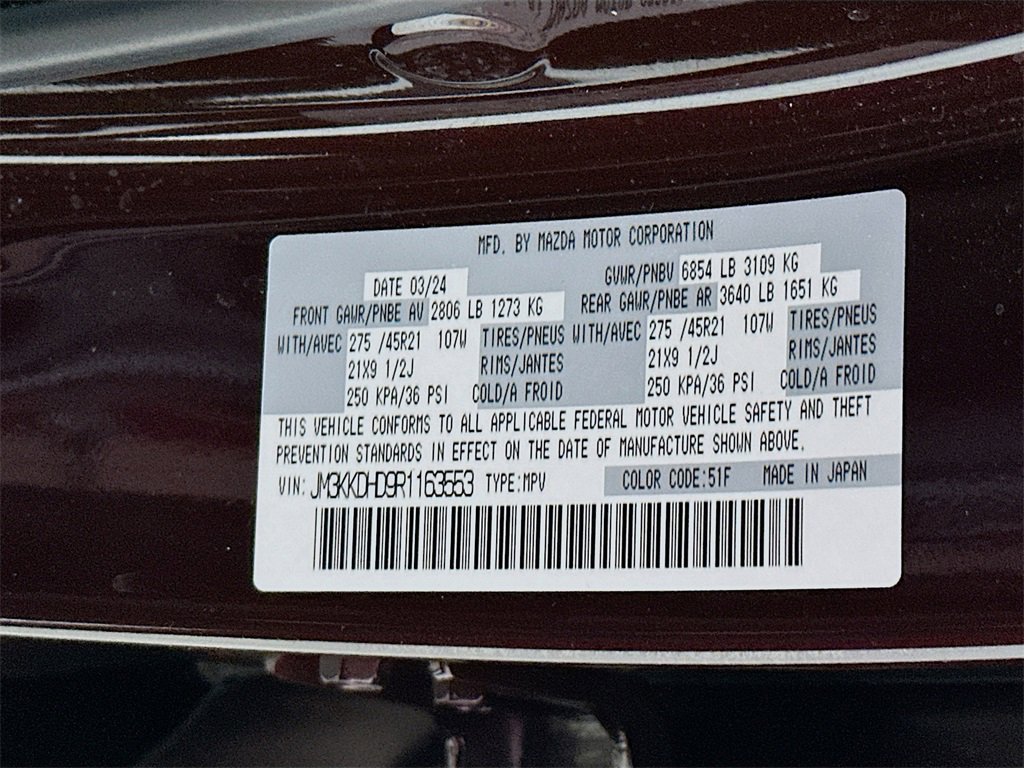 MFD. BY MAZDA MOTOR CORPORATION
DATE 03/24 GVWR/PNBV 6854 LB 3109 KG
FRONT GAWR/PNBE AV 2806 LB 1273 KG REAR GAWR/PNBE AR 3640 LB 1651 KG
WITH/AVEC 275 /45R21 107W TIRES/PNEUS WITH/AVEC 275 /45R21 107W TIRES/PNEUS
21X9 1/2J RIMS/JANTES 21X9 1/2J RIMS/JANTES
250 KPA/36 PSI COLD/A FROID 250 KPA/36 PSI COLD/A FROID
THIS VEHICLE CONFORMS TO ALL APPLICABLE FEDERAL MOTOR VEHICLE SAFETY AND THEFT
PREVENTION STANDARDS IN EFFECT ON THE DATE OF MANUFACTURE SHOWN ABOVE.
VIN: JM3KKDHD9R1163553 TYPE:MPV COLOR CODE:51F MADE IN JAPAN